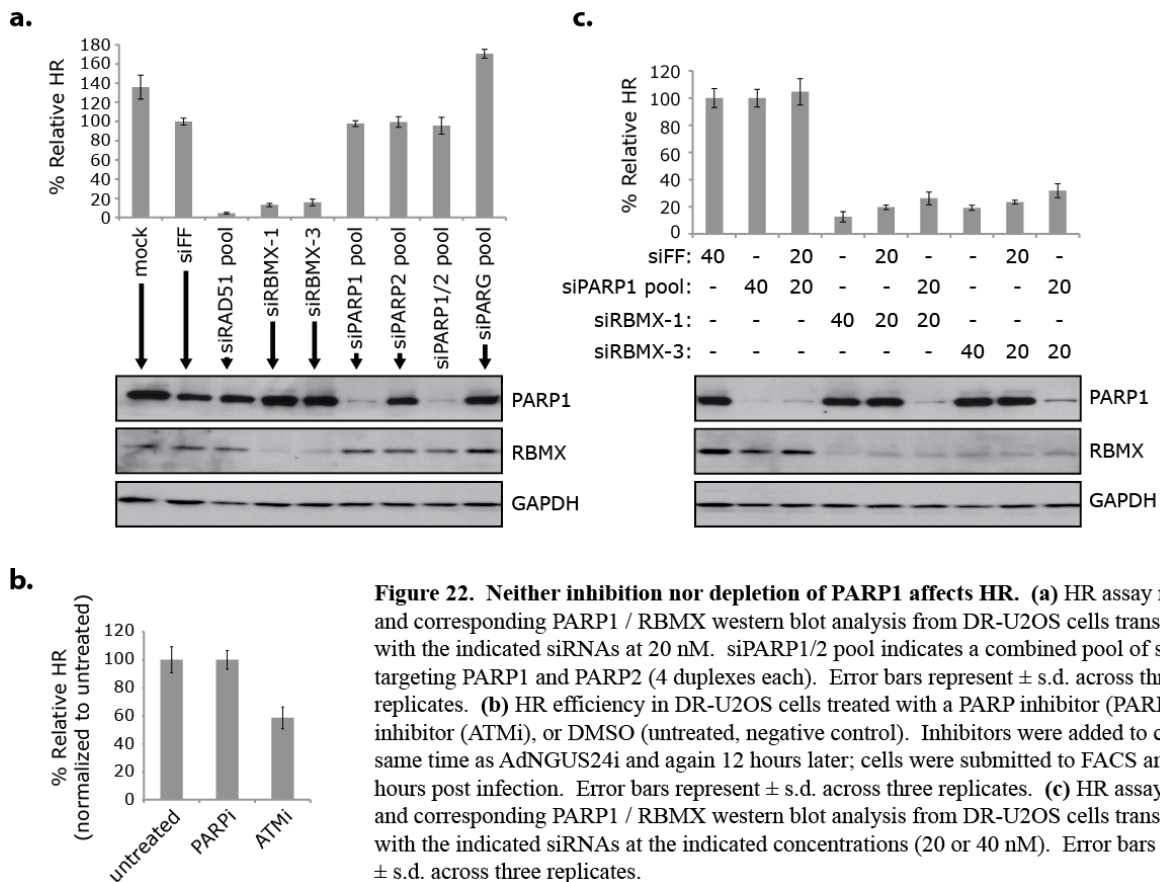 a.
% Relative HR
180
160
140
120
100
80
60
40
20
0
mock
siFF
siRAD51 pool
siRBMX-1
siRBMX-3
siPARP1 pool
siPARP2 pool
siPARP1/2 pool
siPARG pool
PARP1
RBMX
GAPDH
c.
% Relative HR
120
100
80
60
40
20
0
siFF: 40 - 20 - 20 - - 20 -
siPARP1 pool: - 40 20 - - 20 - - 20
siRBMX-1: - - - 40 20 20 - - -
siRBMX-3: - - - - - - 40 20 20
PARP1
RBMX
GAPDH
b.
% Relative HR
(normalized to untreated)
120
100
80
60
40
20
0
untreated
PARPi
ATMi
Figure 22. Neither inhibition nor depletion of PARP1 affects HR. (a) HR assay
and corresponding PARP1 / RBMX western blot analysis from DR-U2OS cells trans
with the indicated siRNAs at 20 nM. siPARP1/2 pool indicates a combined pool of s
targeting PARP1 and PARP2 (4 duplexes each). Error bars represent ± s.d. across thr
replicates. (b) HR efficiency in DR-U2OS cells treated with a PARP inhibitor (PARP
inhibitor (ATMi), or DMSO (untreated, negative control). Inhibitors were added to c
same time as AdNGUS24i and again 12 hours later; cells were submitted to FACS an
hours post infection. Error bars represent ± s.d. across three replicates. (c) HR assay
and corresponding PARP1 / RBMX western blot analysis from DR-U2OS cells trans
with the indicated siRNAs at the indicated concentrations (20 or 40 nM). Error bars
± s.d. across three replicates.